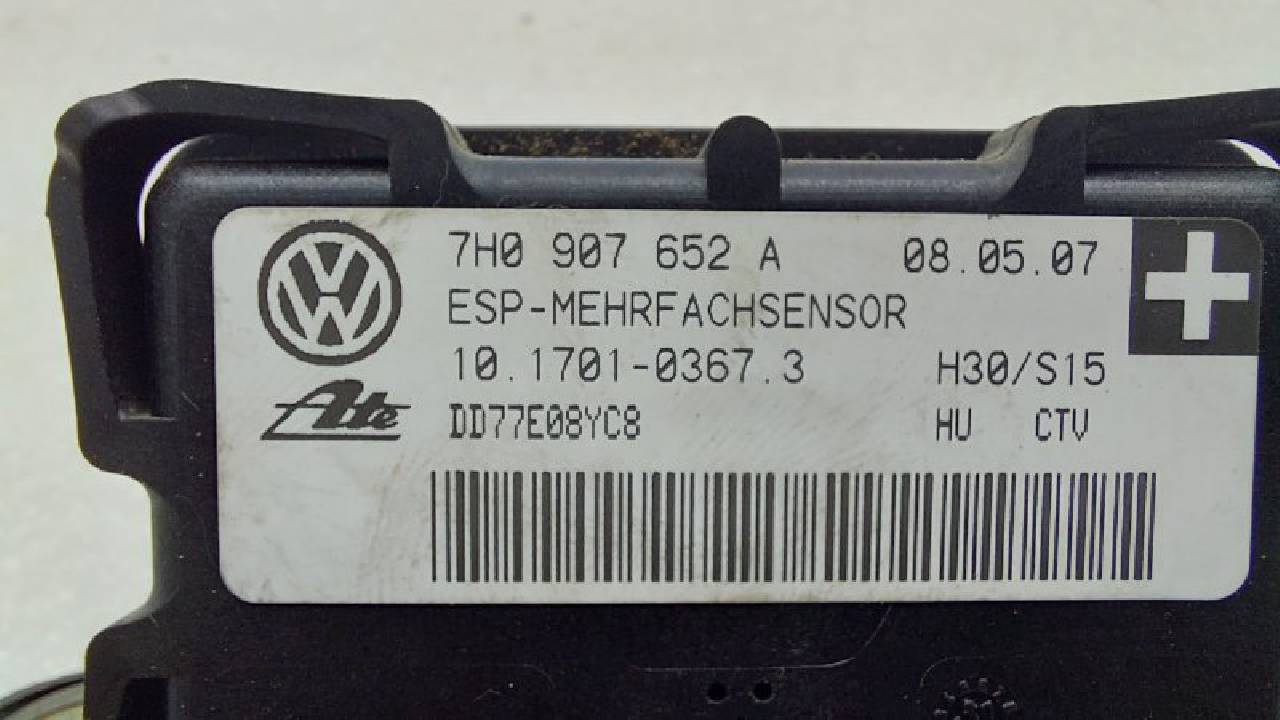 7H0 907 652 A 08.05.07
ESP-MEHRFACHSENSOR
10.1701-0367.3 H30/S15
Ate DD77E08YC8 HU CTV